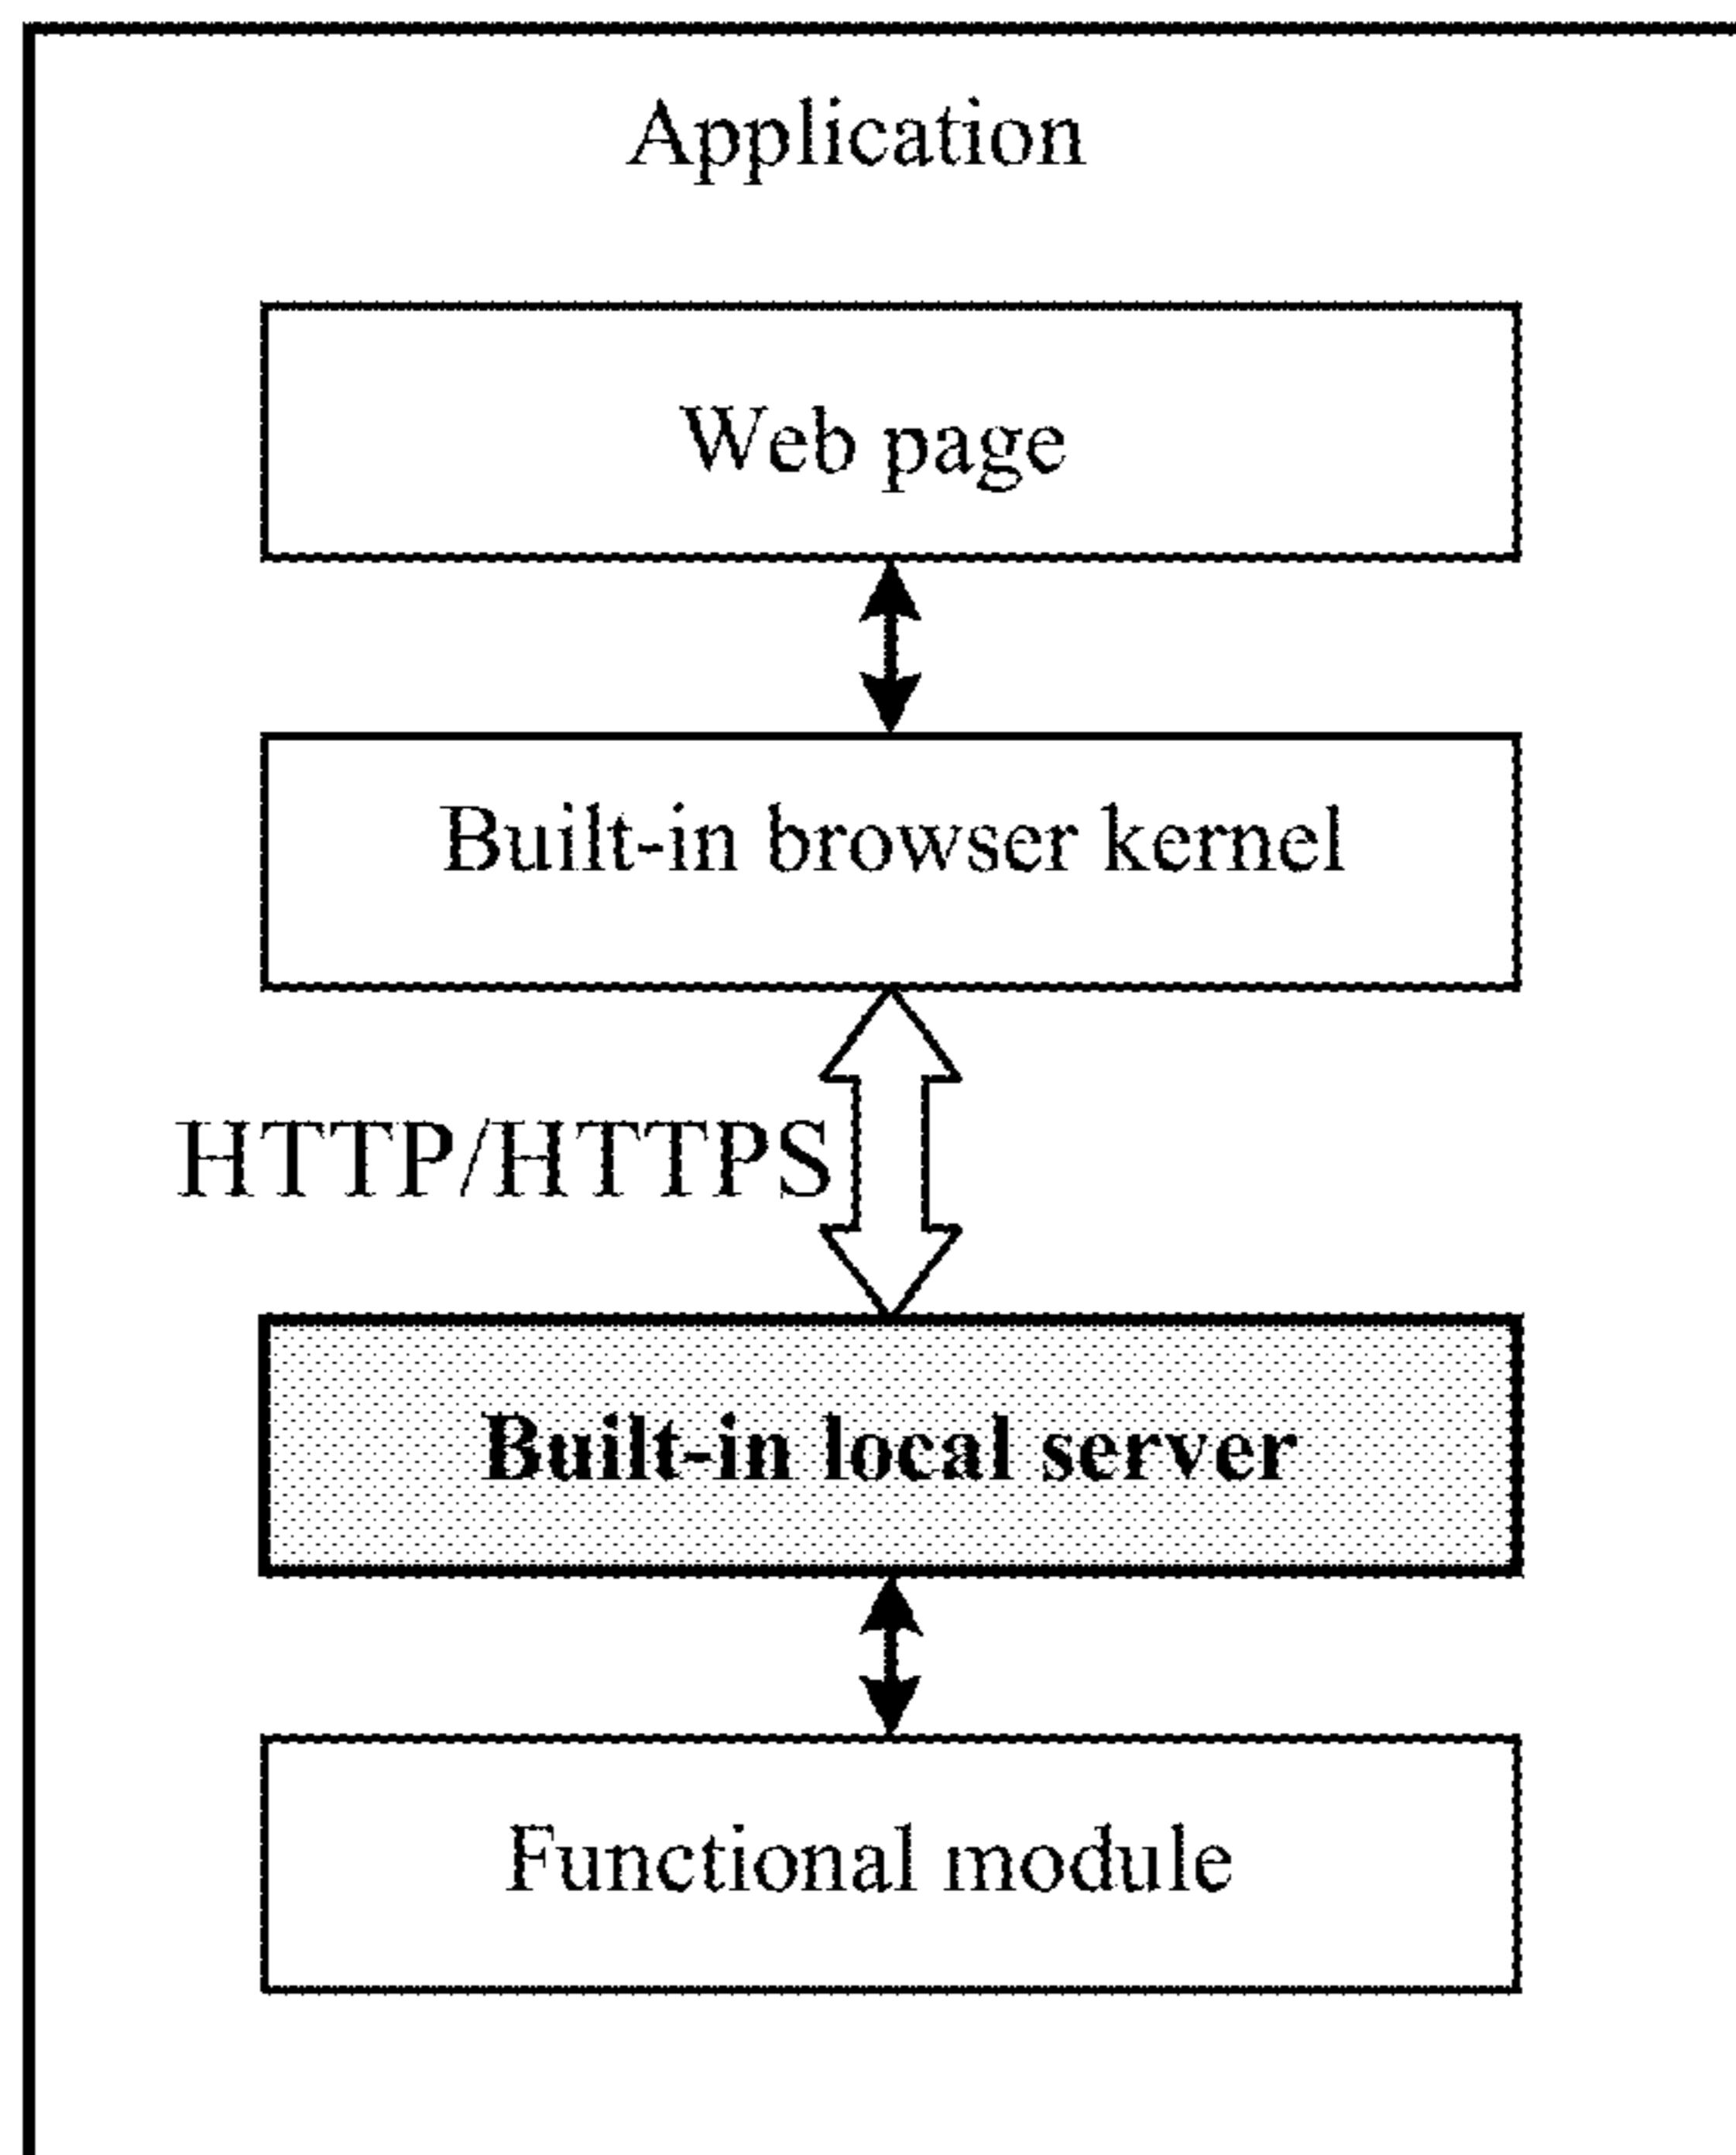 Application
Web page
Built-in browser kernel
HTTP/HTTPS
Built-in local server
Functional module